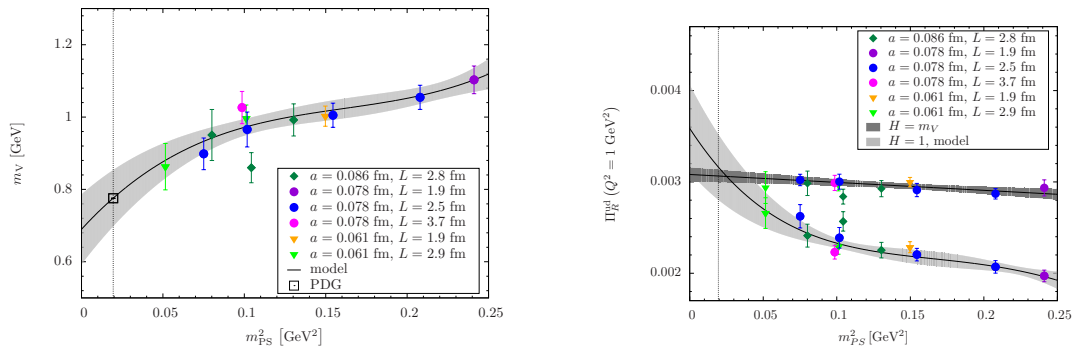 1.2
1
0.8
0.6
0
0.05
0.1
0.15
0.2
0.25
m_V [GeV]
m²_PS [GeV²]
a = 0.086 fm, L = 2.8 fm
a = 0.078 fm, L = 1.9 fm
a = 0.078 fm, L = 2.5 fm
a = 0.078 fm, L = 3.7 fm
a = 0.061 fm, L = 1.9 fm
a = 0.061 fm, L = 2.9 fm
model
PDG
a = 0.086 fm, L = 2.8 fm
a = 0.078 fm, L = 1.9 fm
a = 0.078 fm, L = 2.5 fm
a = 0.078 fm, L = 3.7 fm
a = 0.061 fm, L = 1.9 fm
a = 0.061 fm, L = 2.9 fm
H = m_V
H = 1, model
0.004
0.003
0.002
0
0.05
0.1
0.15
0.2
0.25
Π^ud_R (Q² = 1 GeV²)
m²_PS [GeV²]